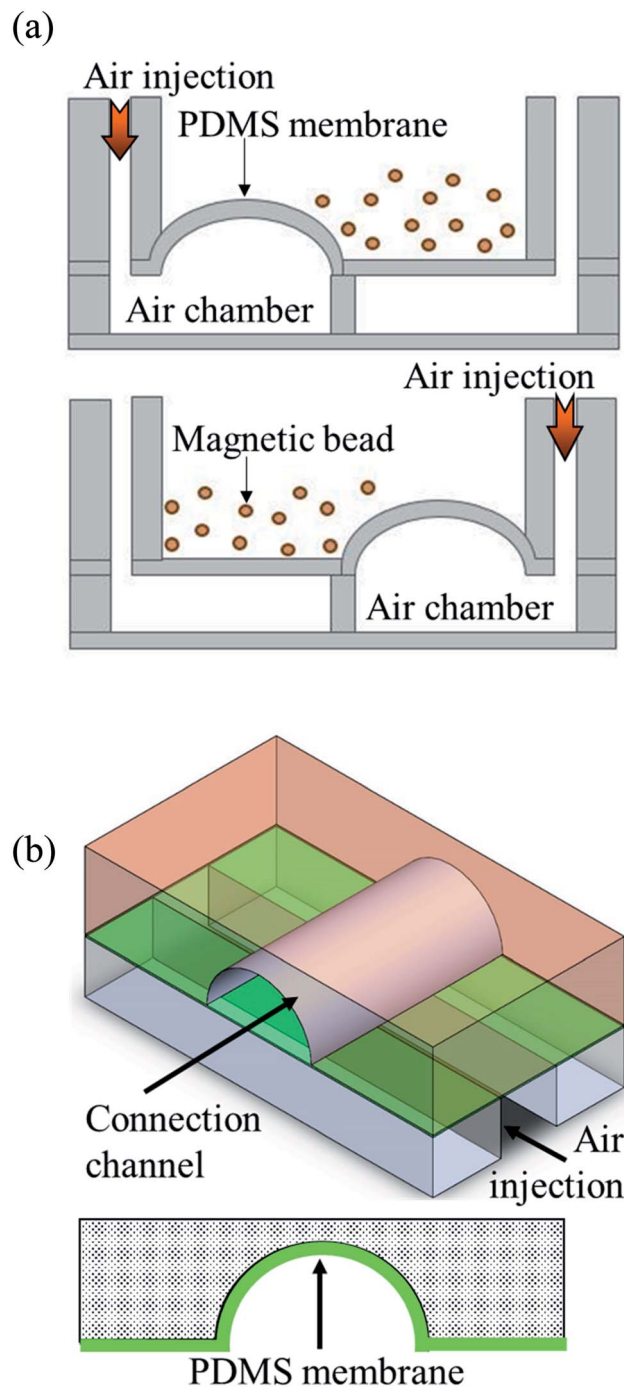 (a)
Air injection
PDMS membrane
Air chamber
Air injection
Magnetic bead
Air chamber
(b)
Connection
channel
Air
injection
PDMS membrane